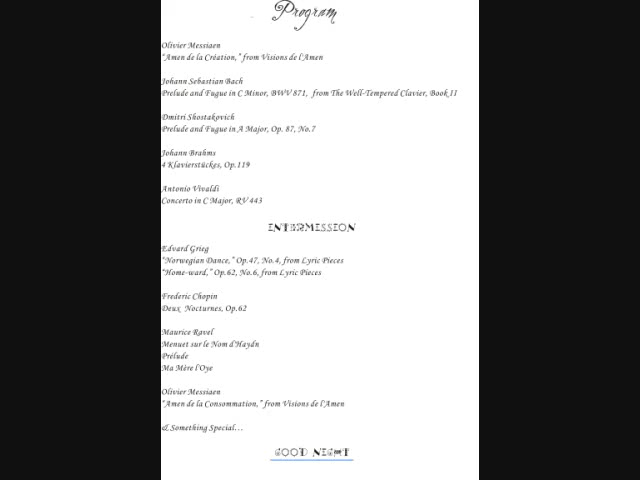 Program
Olivier Messiaen
"Amen de la Création," from Visions de l'Amen
Johann Sebastian Bach
Prelude and Fugue in C Minor, BWV 871, from The Well-Tempered Clavier, Book II
Dmitri Shostakovich
Prelude and Fugue in A Major, Op. 87, No.7
Johann Brahms
4 Klavierstückes, Op.119
Antonio Vivaldi
Concerto in C Major, RV 443
INTERMISSION
Edvard Grieg
"Norwegian Dance," Op.47, No.4, from Lyric Pieces
"Home-ward," Op.62, No.6, from Lyric Pieces
Frederic Chopin
Deux Nocturnes, Op.62
Maurice Ravel
Menuet sur le Nom d'Haydn
Prélude
Ma Mère l'Oye
Olivier Messiaen
"Amen de la Consommation," from Visions de l'Amen
& Something Special...
GOOD NIGHT